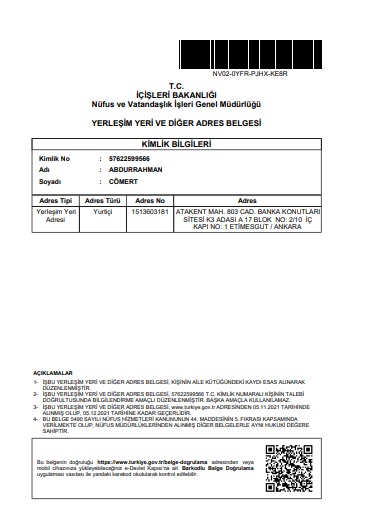 NV02-0YFR-PJHX-KE8R
T.C.
İÇİŞLERİ BAKANLIĞI
Nüfus ve Vatandaşlık İşleri Genel Müdürlüğü
YERLEŞİM YERİ VE DİĞER ADRES BELGESİ
KİMLİK BİLGİLERİ
Kimlik No : 57622599566
Adı : ABDURRAHMAN
Soyadı : CÖMERT
Adres Tipi Adres Türü Adres No Adres
Yerleşim Yeri Adresi Yurtiçi 1513603181 ATAKENT MAH. 803 CAD. BANKA KONUTLARI
SİTESİ K3 ADASI A 17 BLOK NO: 2/10 İÇ
KAPI NO: 1 ETİMESGUT / ANKARA
AÇIKLAMALAR
1- İŞBU YERLEŞİM YERİ VE DİĞER ADRES BELGESİ, KİŞİNİN AİLE KÜTÜĞÜNDEKİ KAYDI ESAS ALINARAK
DÜZENLENMİŞTİR.
2- İŞBU YERLEŞİM YERİ VE DİĞER ADRES BELGESİ, 57622599566 T.C. KİMLİK NUMARALI KİŞİNİN TALEBİ
DOĞRULTUSUNDA BİLGİLENDİRME AMAÇLI DÜZENLENMİŞTİR. BAŞKA AMAÇLA KULLANILAMAZ.
3- İŞBU YERLEŞİM YERİ VE DİĞER ADRES BELGESİ, www.turkiye.gov.tr ADRESİNDEN 05.11.2021 TARİHİNDE
ALINMIŞ OLUP, 05.12.2021 TARİHİNE KADAR GEÇERLİDİR.
4- BU BELGE 5490 SAYILI NÜFUS HİZMETLERİ KANUNUNUN 44. MADDESİNİN 5. FIKRASI KAPSAMINDA
VERİLMEKTE OLUP, NÜFUS MÜDÜRLÜKLERİNDEN ALINMIŞ DİĞER BELGELERLE AYNI HUKUKİ DEĞERE
SAHİPTİR.
Bu belgenin doğruluğu https://www.turkiye.gov.tr/belge-dogrulama adresinden veya
mobil cihazınıza yükleyebileceğiniz e-Devlet Kapısı'na ait Barkodlu Belge Doğrulama
uygulaması vasıtası ile yandaki karekod okutularak kontrol edilebilir.